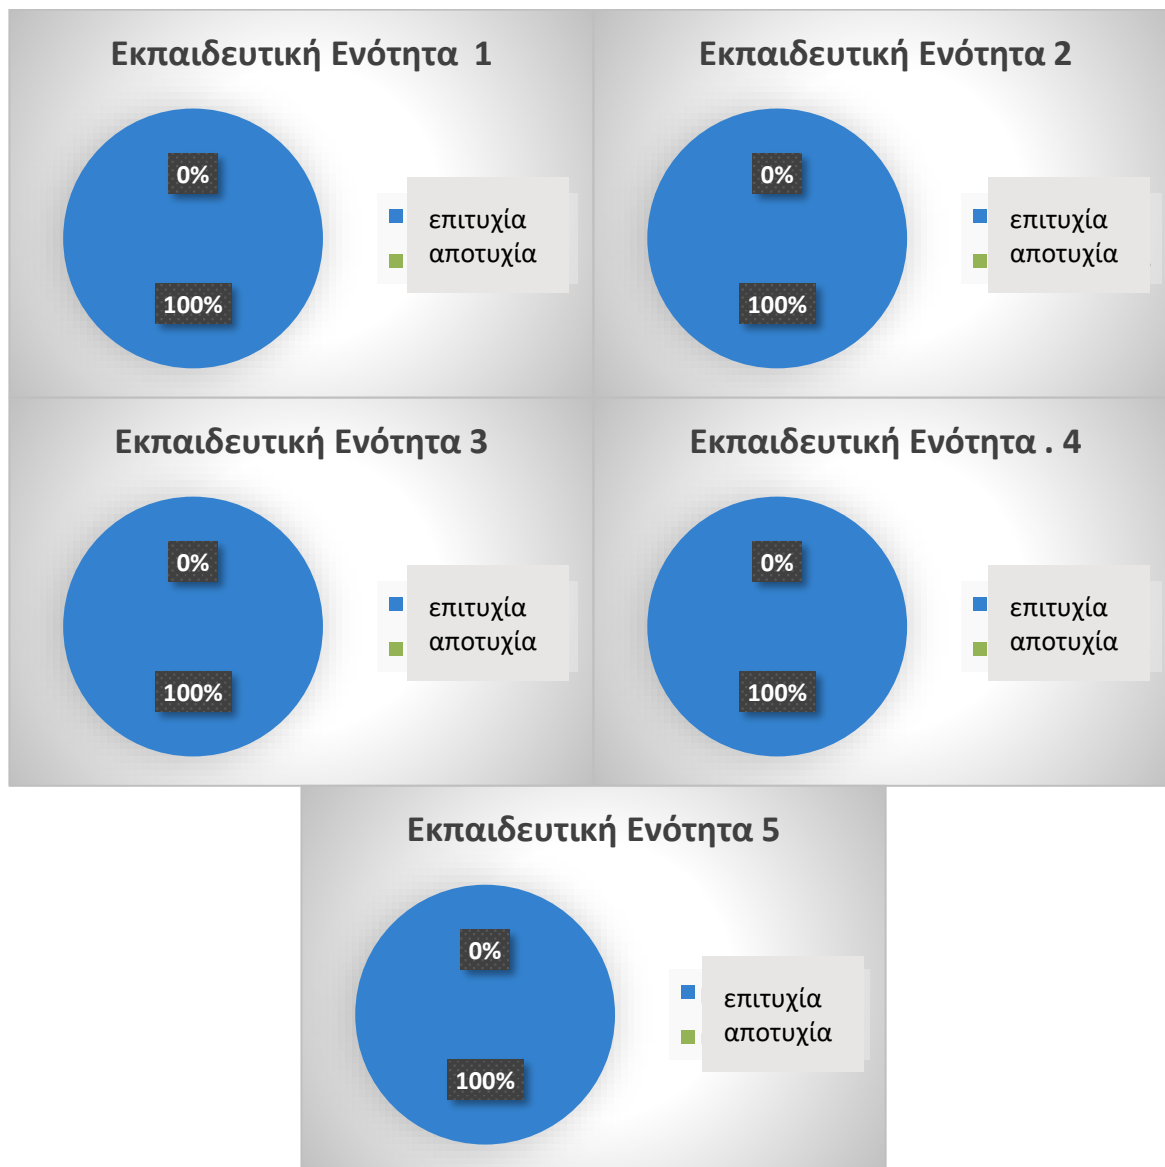 Εκπαιδευτική Ενότητα 1
0%
100%
επιτυχία
αποτυχία
Εκπαιδευτική Ενότητα 2
0%
100%
επιτυχία
αποτυχία
Εκπαιδευτική Ενότητα 3
0%
100%
επιτυχία
αποτυχία
Εκπαιδευτική Ενότητα . 4
0%
100%
επιτυχία
αποτυχία
Εκπαιδευτική Ενότητα 5
0%
100%
επιτυχία
αποτυχία